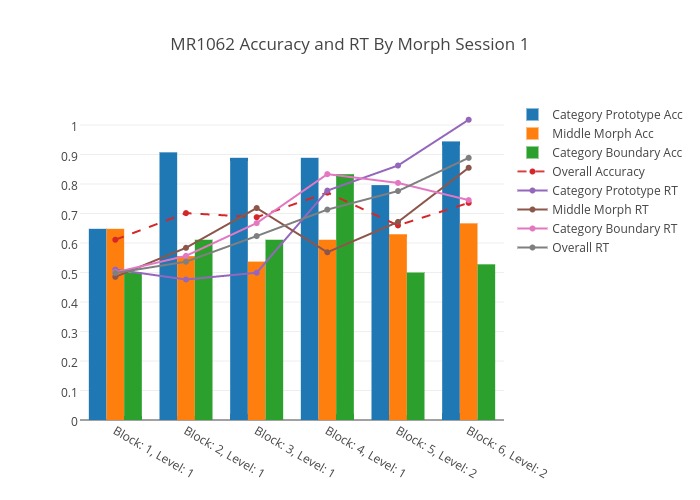 MR1062 Accuracy and RT By Morph Session 1
1
0.9
0.8
0.7
0.6
0.5
0.4
0.3
0.2
0.1
0
Block: 1, Level: 1
Block: 2, Level: 1
Block: 3, Level: 1
Block: 4, Level: 1
Block: 5, Level: 2
Block: 6, Level: 2
Category Prototype Acc
Middle Morph Acc
Category Boundary Acc
Overall Accuracy
Category Prototype RT
Middle Morph RT
Category Boundary RT
Overall RT